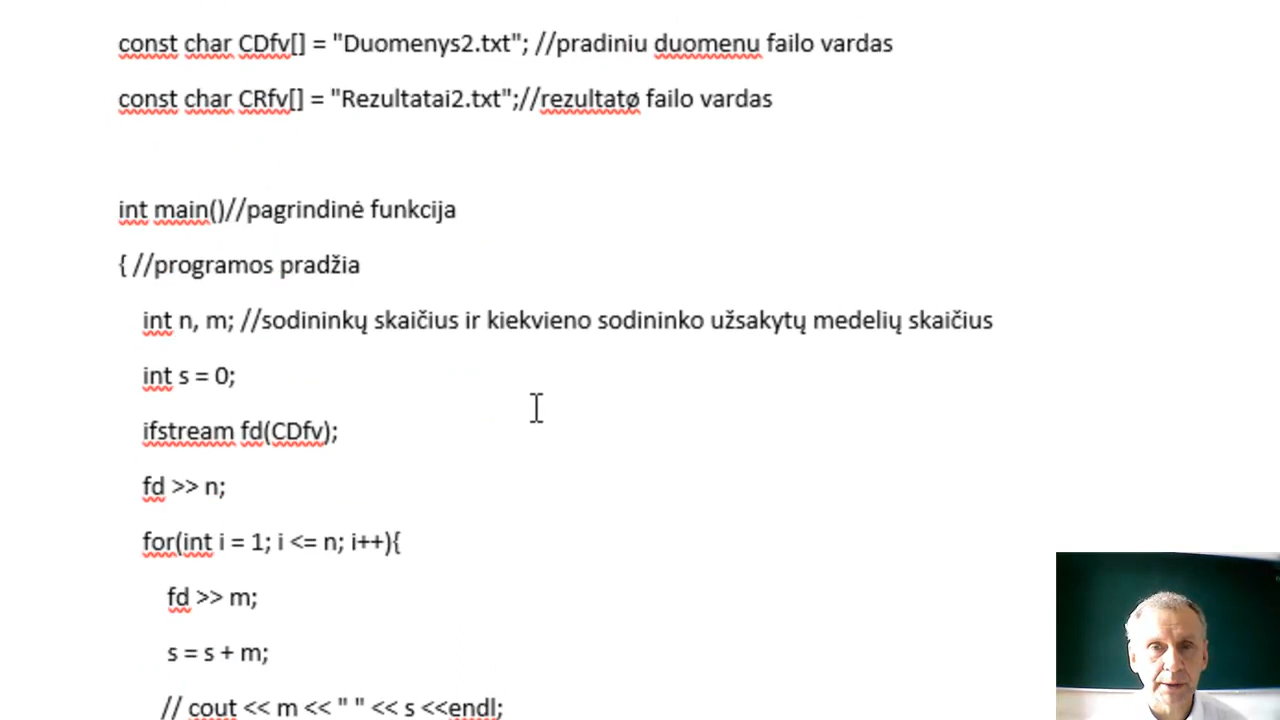 const char CDfv[] = "Duomenys2.txt"; //pradiniu duomenu failo vardas
const char CRfv[] = "Rezultatai2.txt";//rezultatø failo vardas
int main()//pagrindinė funkcija
{ //programos pradžia
int n, m; //sodininkų skaičius ir kiekvieno sodininko užsakytų medelių skaičius
int s = 0;
ifstream fd(CDfv);
fd >> n;
for(int i = 1; i <= n; i++){
fd >> m;
s = s + m;
// cout << m << " " << s <<endl;